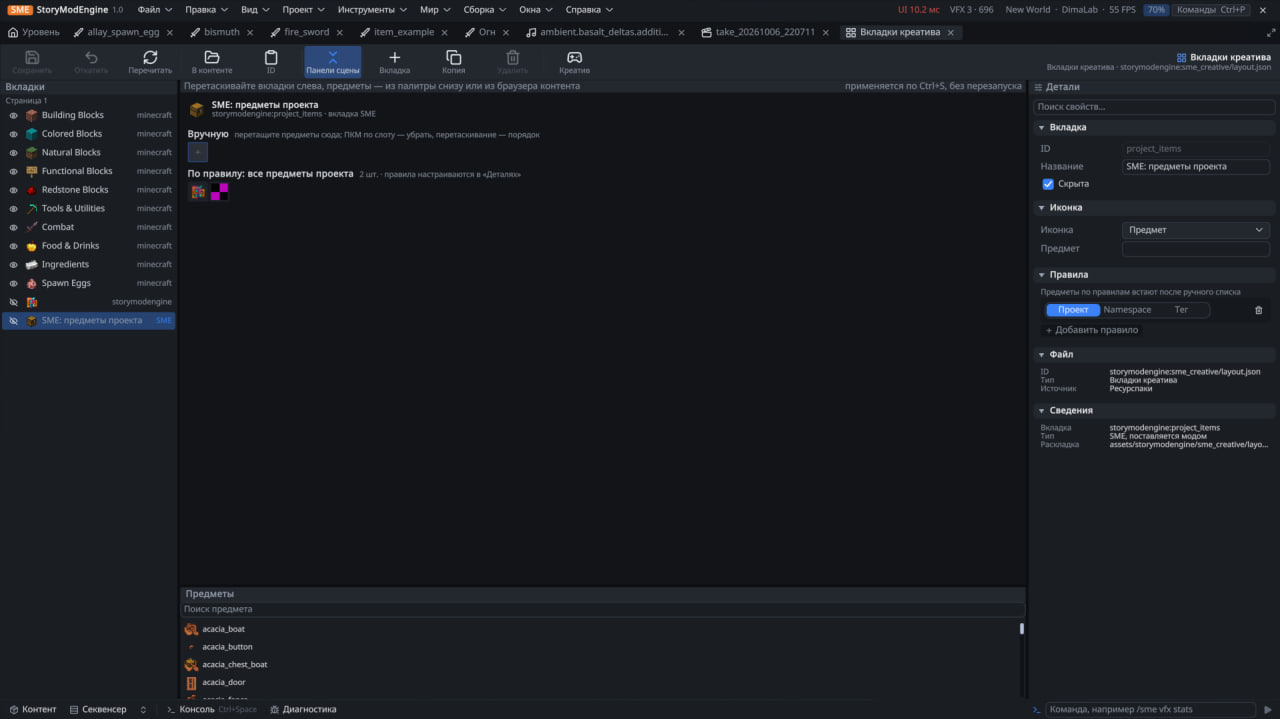 SME StoryModEngine 1.0 Файл Правка Вид Проект Инструменты Мир Сборка Окна Справка UI 10.2 мс VFX 3 · 696 New World · DimaLab · 55 FPS 70% Команды Ctrl+P
Уровень allay_spawn_egg bismuth fire_sword item_example Огн ambient.basalt_deltas.additi... take_20261006_220711 Вкладки креатива
Сохранить Откатить Перечитать В контенте ID Панели сцены Вкладка Копия Удалить Креатив
Вкладки креатива
Вкладки креатива · storymodengine:sme_creative/layout.json
Вкладки
Страница 1
Building Blocks minecraft
Colored Blocks minecraft
Natural Blocks minecraft
Functional Blocks minecraft
Redstone Blocks minecraft
Tools & Utilities minecraft
Combat minecraft
Food & Drinks minecraft
Ingredients minecraft
Spawn Eggs minecraft
storymodengine
SME: предметы проекта SME
Перетаскивайте вкладки слева, предметы — из палитры снизу или из браузера контента применяется по Ctrl+S, без перезапуска
SME: предметы проекта
storymodengine:project_items · вкладка SME
Вручную перетащите предметы сюда; ПКМ по слоту — убрать, перетаскивание — порядок
+
По правилу: все предметы проекта 2 шт. · правила настраиваются в «Деталях»
Предметы
Поиск предмета
acacia_boat
acacia_button
acacia_chest_boat
acacia_door
acacia_fence
Детали
Поиск свойств...
Вкладка
ID project_items
Название SME: предметы проекта
Скрыта
Иконка
Иконка Предмет
Предмет
Правила
Предметы по правилам встают после ручного списка
Проект Namespace Тег
+ Добавить правило
Файл
ID storymodengine:sme_creative/layout.json
Тип Вкладки креатива
Источник Ресурспаки
Сведения
Вкладка storymodengine:project_items
Тип SME, поставляется модом
Раскладка assets/storymodengine/sme_creative/layo...
Контент Секвенсер Консоль Ctrl+Space Диагностика Команда, например /sme vfx stats